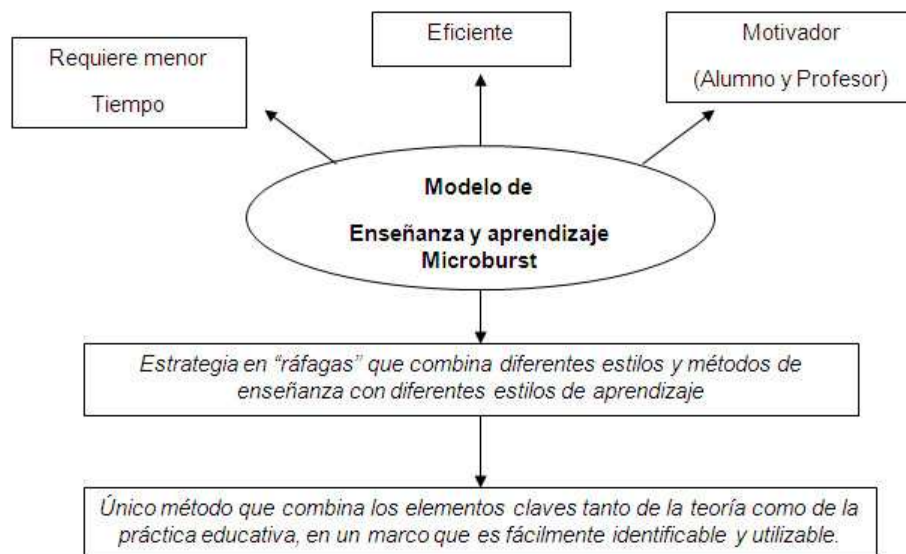 Eficiente
Motivador
(Alumno y Profesor)
Requiere menor
Tiempo
Modelo de
Enseñanza y aprendizaje
Microburst
Estrategia en “ráfagas” que combina diferentes estilos y métodos de
enseñanza con diferentes estilos de aprendizaje
Único método que combina los elementos claves tanto de la teoría como de la
práctica educativa, en un marco que es fácilmente identificable y utilizable.